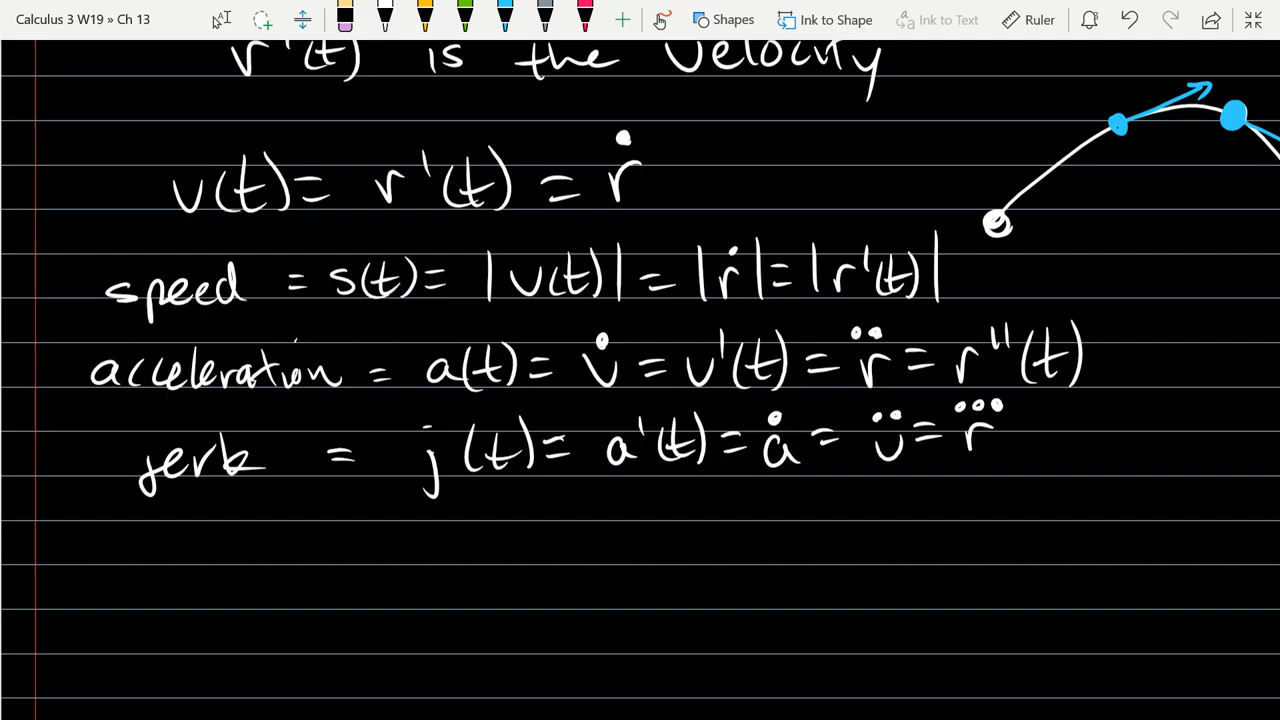 Calculus 3 W19 » Ch 13
Shapes
Ink to Shape
Ink to Text
Ruler
r'(t) is the velocity
v(t) = r'(t) = ṙ
speed = s(t) = |v(t)| = |ṙ| = |r'(t)|
acceleration = a(t) = v̇ = v'(t) = r̈ = r''(t)
jerk = j(t) = a'(t) = ȧ = v̈ = r⃛